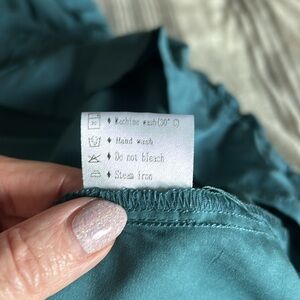 ♦ Machine wash(30° C)
♦ Hand wash
♦ Do not bleach
♦ Steam iron